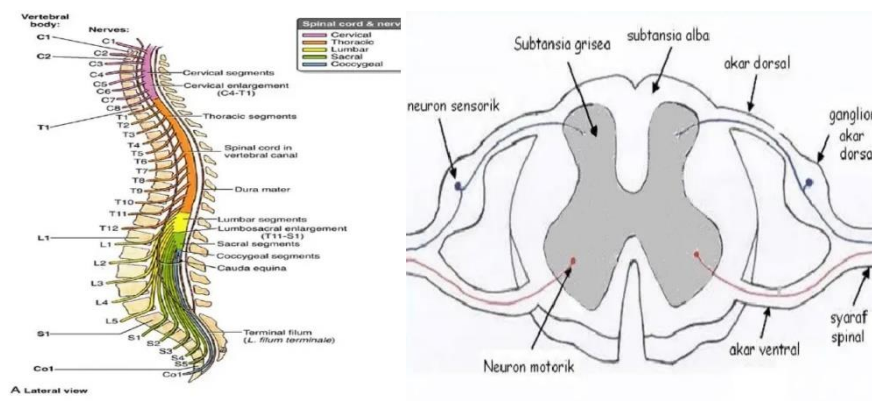 Vertebral
body:
Nerves:
C1
C2
T1
L1
S1
Co1
C1
C2
C3
C4
C5
C6
C7
C8
T1
T2
T3
T4
T5
T6
T7
T8
T9
T10
T11
T12
L1
L2
L3
L4
L5
S1
S2
S3
S4
S5
Co1
Spinal cord & nerv
Cervical
Thoracic
Lumbar
Sacral
Coccygeal
Cervical segments
Cervical enlargement
(C4-T1)
Thoracic segments
Spinal cord in
vertebral canal
Dura mater
Lumbar segments
Lumbosacral enlargement
(T11-S1)
Sacral segments
Coccygeal segments
Cauda equina
Terminal filum
(L. filum terminale)
A Lateral view
Subtansia grisea
subtansia alba
akar dorsal
neuron sensorik
ganglion
akar
dorsa
Neuron motorik
akar ventral
syaraf
spinal